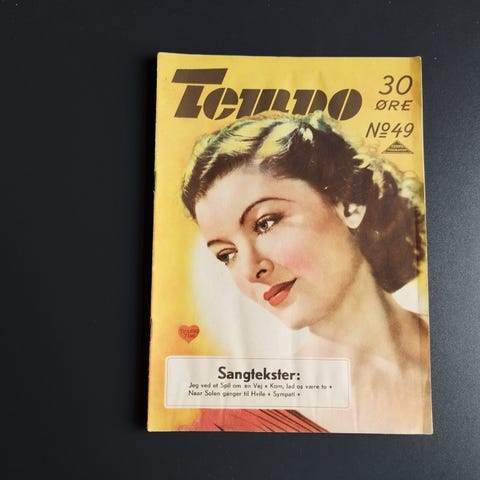 Tempo
30
ØRE
Nº49
Sangtekster:
Jeg ved et Spil om en Vej • Kom, lad os være to •
Naar Solen ganger til Hvile • Sympati •